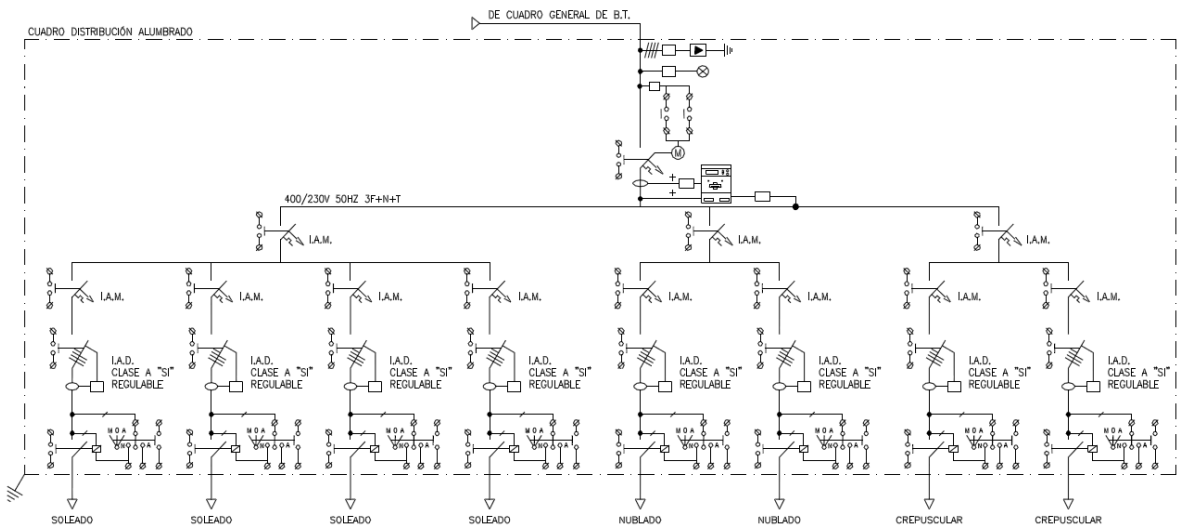 DE CUADRO GENERAL DE B.T.
CUADRO DISTRIBUCIÓN ALUMBRADO
M
400/230V 50HZ 3F+N+T
I.A.M. I.A.M. I.A.M.
I.A.M. I.A.M. I.A.M. I.A.M. I.A.M. I.A.M. I.A.M. I.A.M.
I.A.D. I.A.D. I.A.D. I.A.D. I.A.D. I.A.D. I.A.D. I.A.D.
CLASE A "SI" CLASE A "SI" CLASE A "SI" CLASE A "SI" CLASE A "SI" CLASE A "SI" CLASE A "SI" CLASE A "SI"
REGULABLE REGULABLE REGULABLE REGULABLE REGULABLE REGULABLE REGULABLE REGULABLE
M O A M O A M O A M O A M O A M O A M O A M O A
SOLEADO SOLEADO SOLEADO SOLEADO NUBLADO NUBLADO CREPUSCULAR CREPUSCULAR